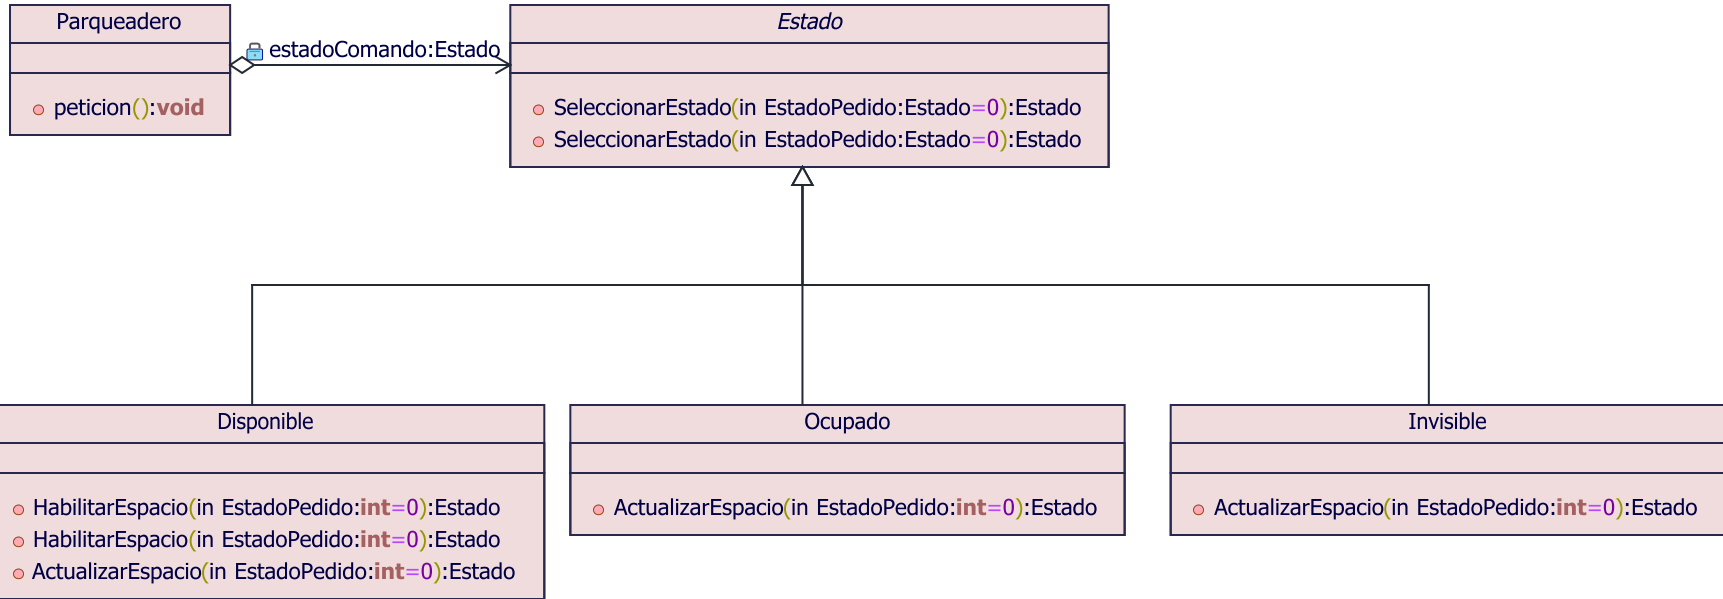 Parqueadero
estadoComando:Estado
peticion():void
Estado
SeleccionarEstado(in EstadoPedido:Estado=0):Estado
SeleccionarEstado(in EstadoPedido:Estado=0):Estado
Disponible
HabilitarEspacio(in EstadoPedido:int=0):Estado
HabilitarEspacio(in EstadoPedido:int=0):Estado
ActualizarEspacio(in EstadoPedido:int=0):Estado
Ocupado
ActualizarEspacio(in EstadoPedido:int=0):Estado
Invisible
ActualizarEspacio(in EstadoPedido:int=0):Estado